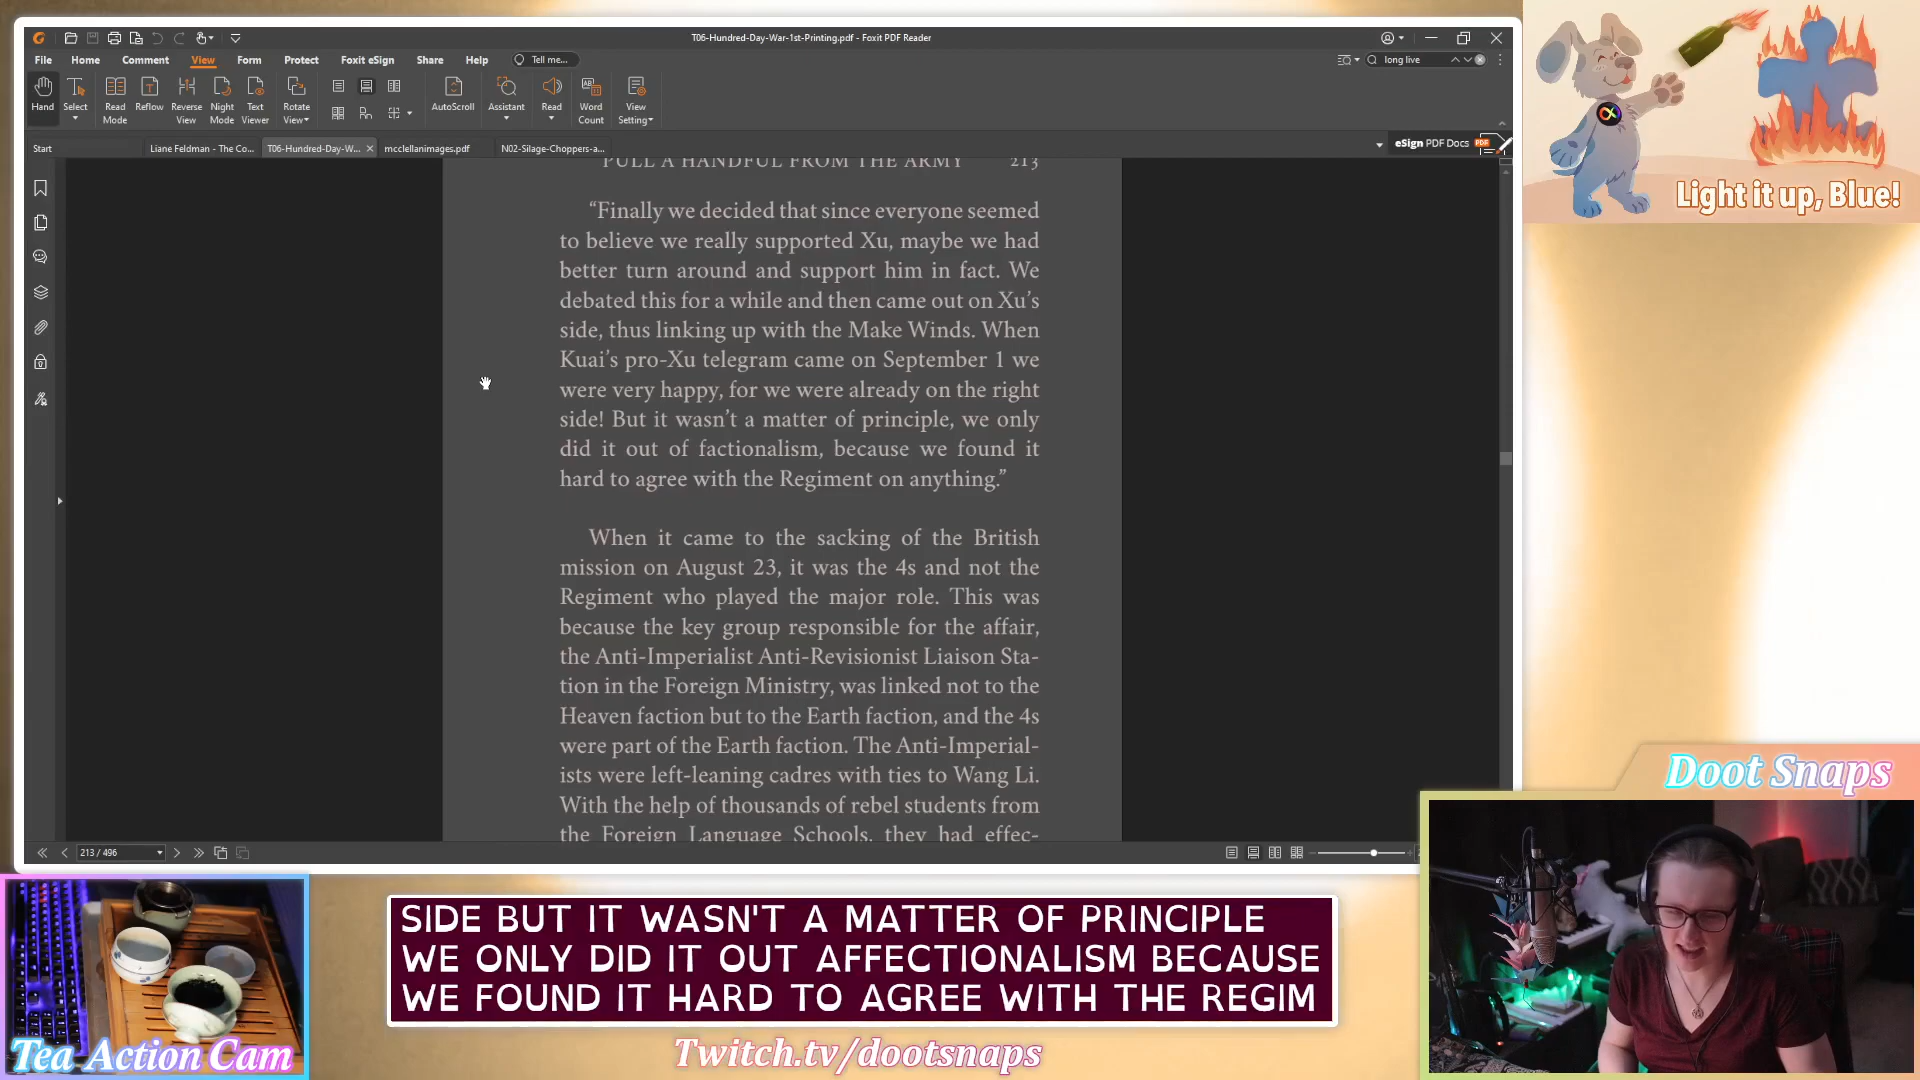 T06-Hundred-Day-War-1st-Printing.pdf - Foxit PDF Reader
File Home Comment View Form Protect Foxit eSign Share Help Tell me... long live
Hand Select Read Mode Reflow Reverse View Night Mode Text Viewer Rotate View AutoScroll Assistant Read Word Count View Setting
Start Liane Feldman - The Co... T06-Hundred-Day-W... mcclellanimages.pdf N02-Silage-Choppers-a... eSign PDF Docs
PULL A HANDFUL FROM THE ARMY 213
“Finally we decided that since everyone seemed
to believe we really supported Xu, maybe we had
better turn around and support him in fact. We
debated this for a while and then came out on Xu’s
side, thus linking up with the Make Winds. When
Kuai’s pro-Xu telegram came on September 1 we
were very happy, for we were already on the right
side! But it wasn’t a matter of principle, we only
did it out of factionalism, because we found it
hard to agree with the Regiment on anything.”
When it came to the sacking of the British
mission on August 23, it was the 4s and not the
Regiment who played the major role. This was
because the key group responsible for the affair,
the Anti-Imperialist Anti-Revisionist Liaison Sta-
tion in the Foreign Ministry, was linked not to the
Heaven faction but to the Earth faction, and the 4s
were part of the Earth faction. The Anti-Imperial-
ists were left-leaning cadres with ties to Wang Li.
With the help of thousands of rebel students from
the Foreign Language Schools, they had effec-
213 / 496
Light it up, Blue!
Doot Snaps
SIDE BUT IT WASN'T A MATTER OF PRINCIPLE
WE ONLY DID IT OUT AFFECTIONALISM BECAUSE
WE FOUND IT HARD TO AGREE WITH THE REGIM
Tea Action Cam
Twitch.tv/dootsnaps